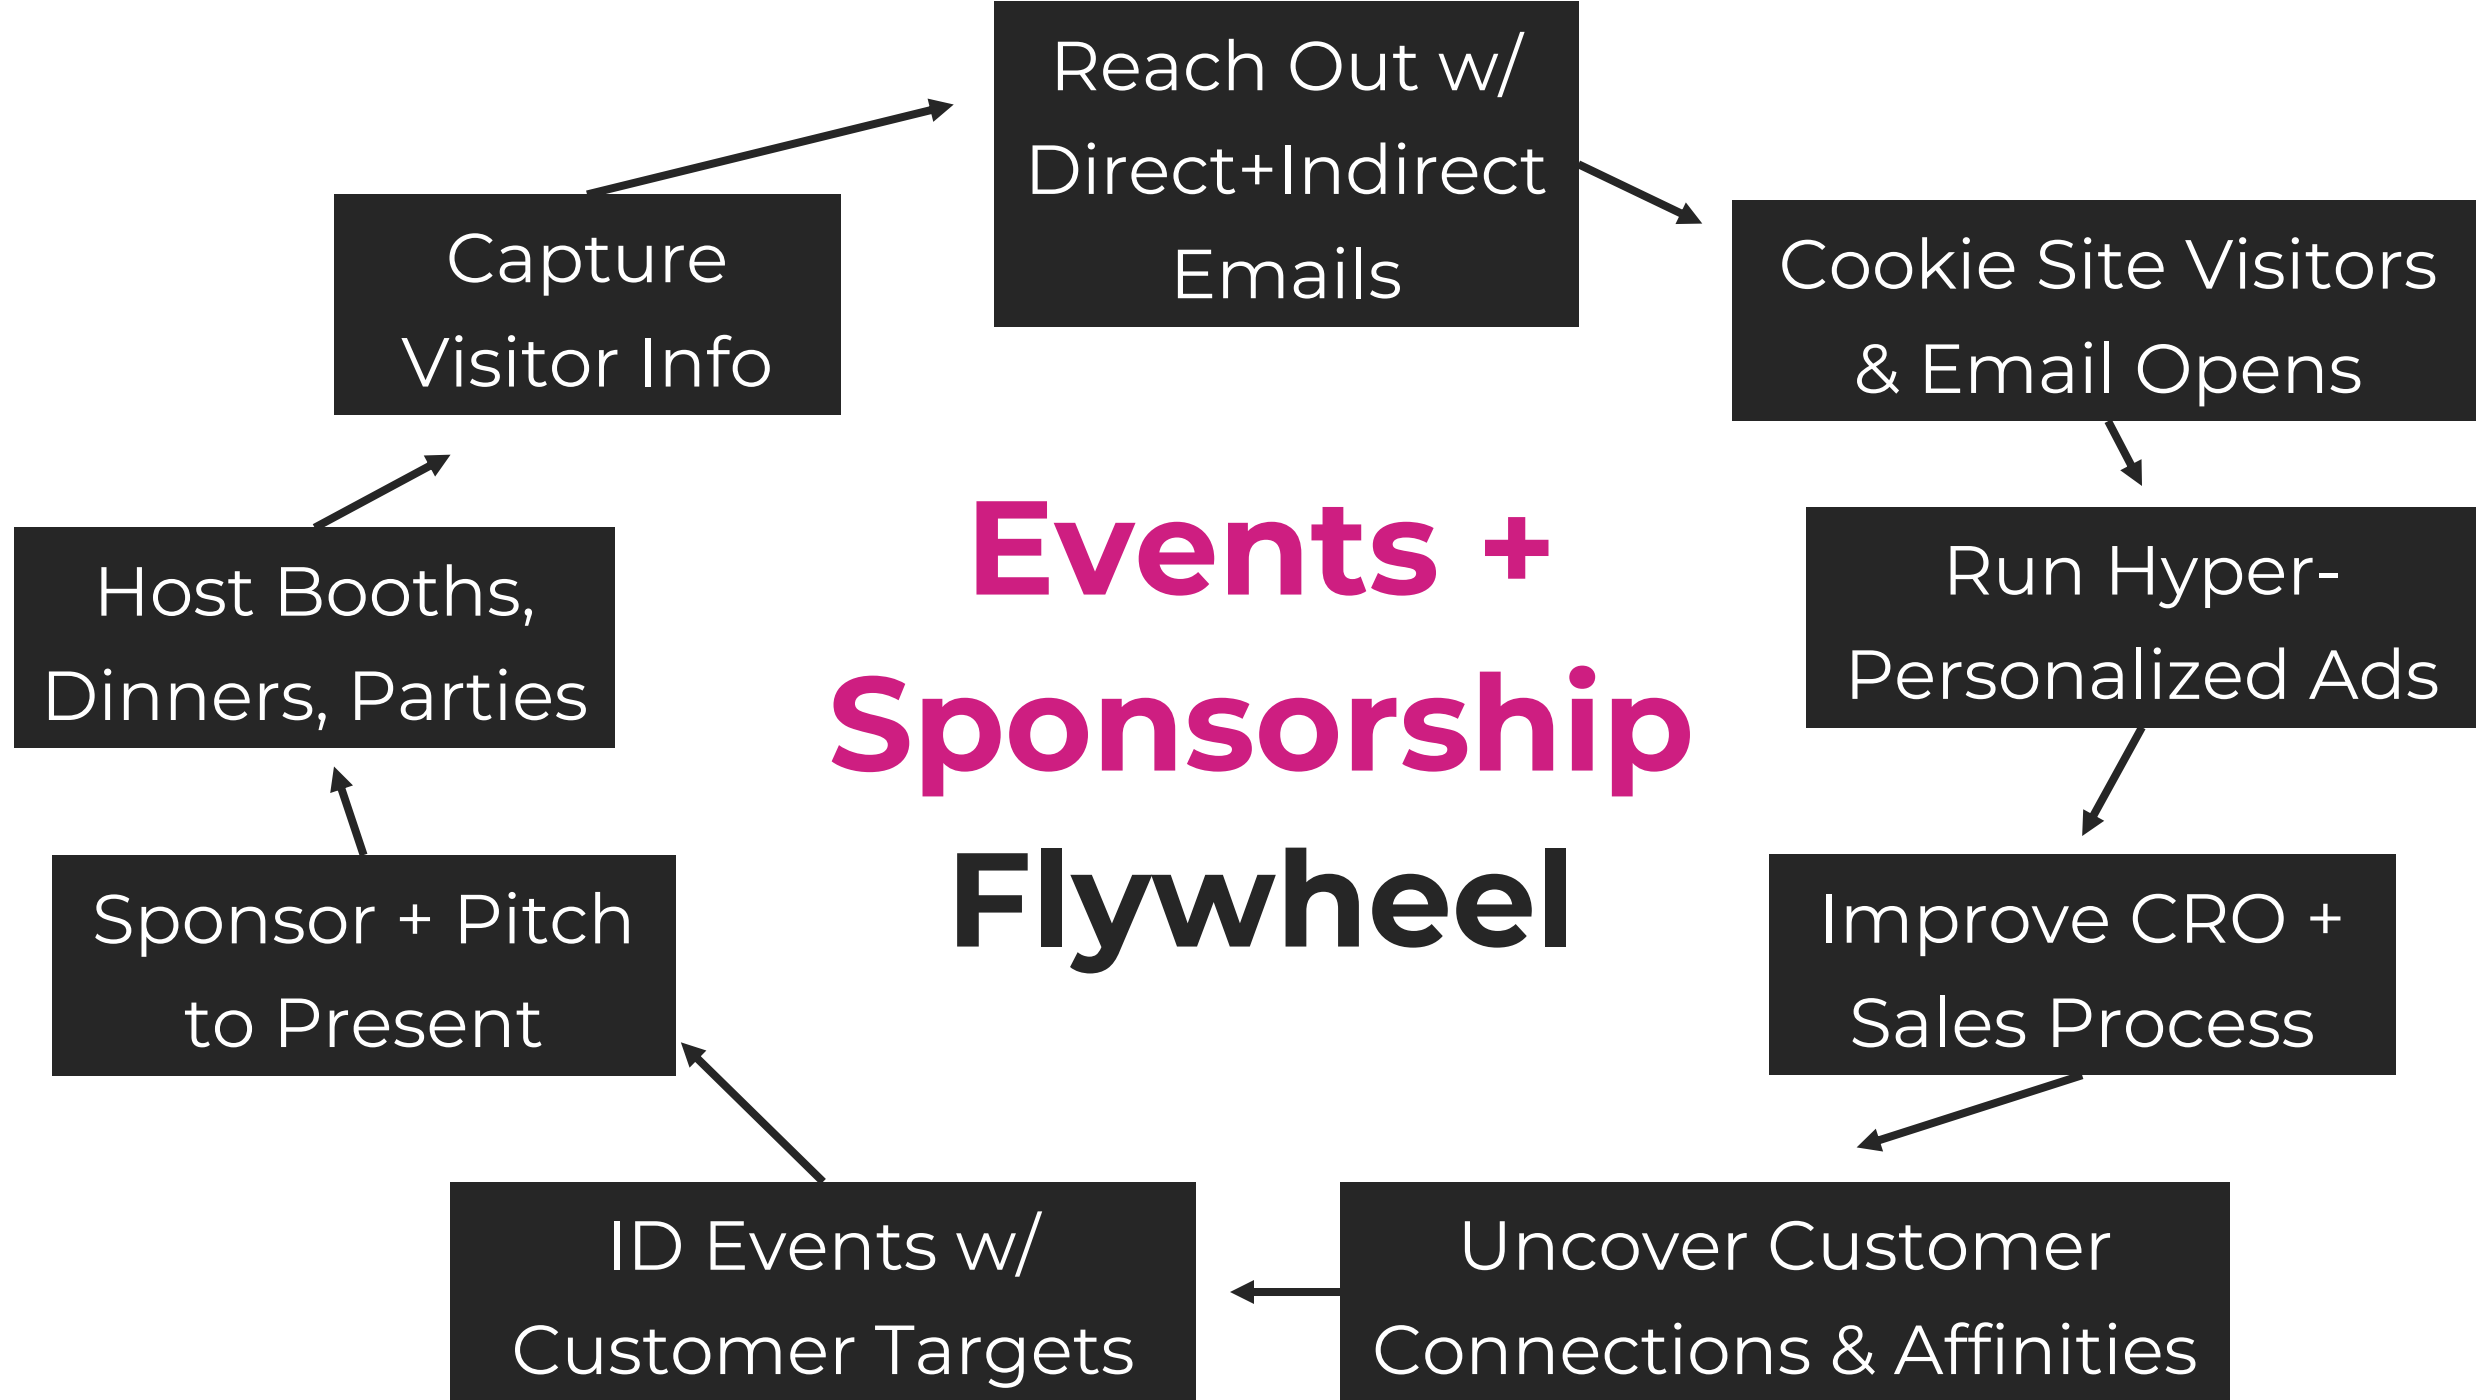 Reach Out w/
Direct+Indirect
Emails
Cookie Site Visitors
& Email Opens
Run Hyper-
Personalized Ads
Improve CRO +
Sales Process
Uncover Customer
Connections & Affinities
ID Events w/
Customer Targets
Sponsor + Pitch
to Present
Host Booths,
Dinners, Parties
Capture
Visitor Info
Events +
Sponsorship
Flywheel